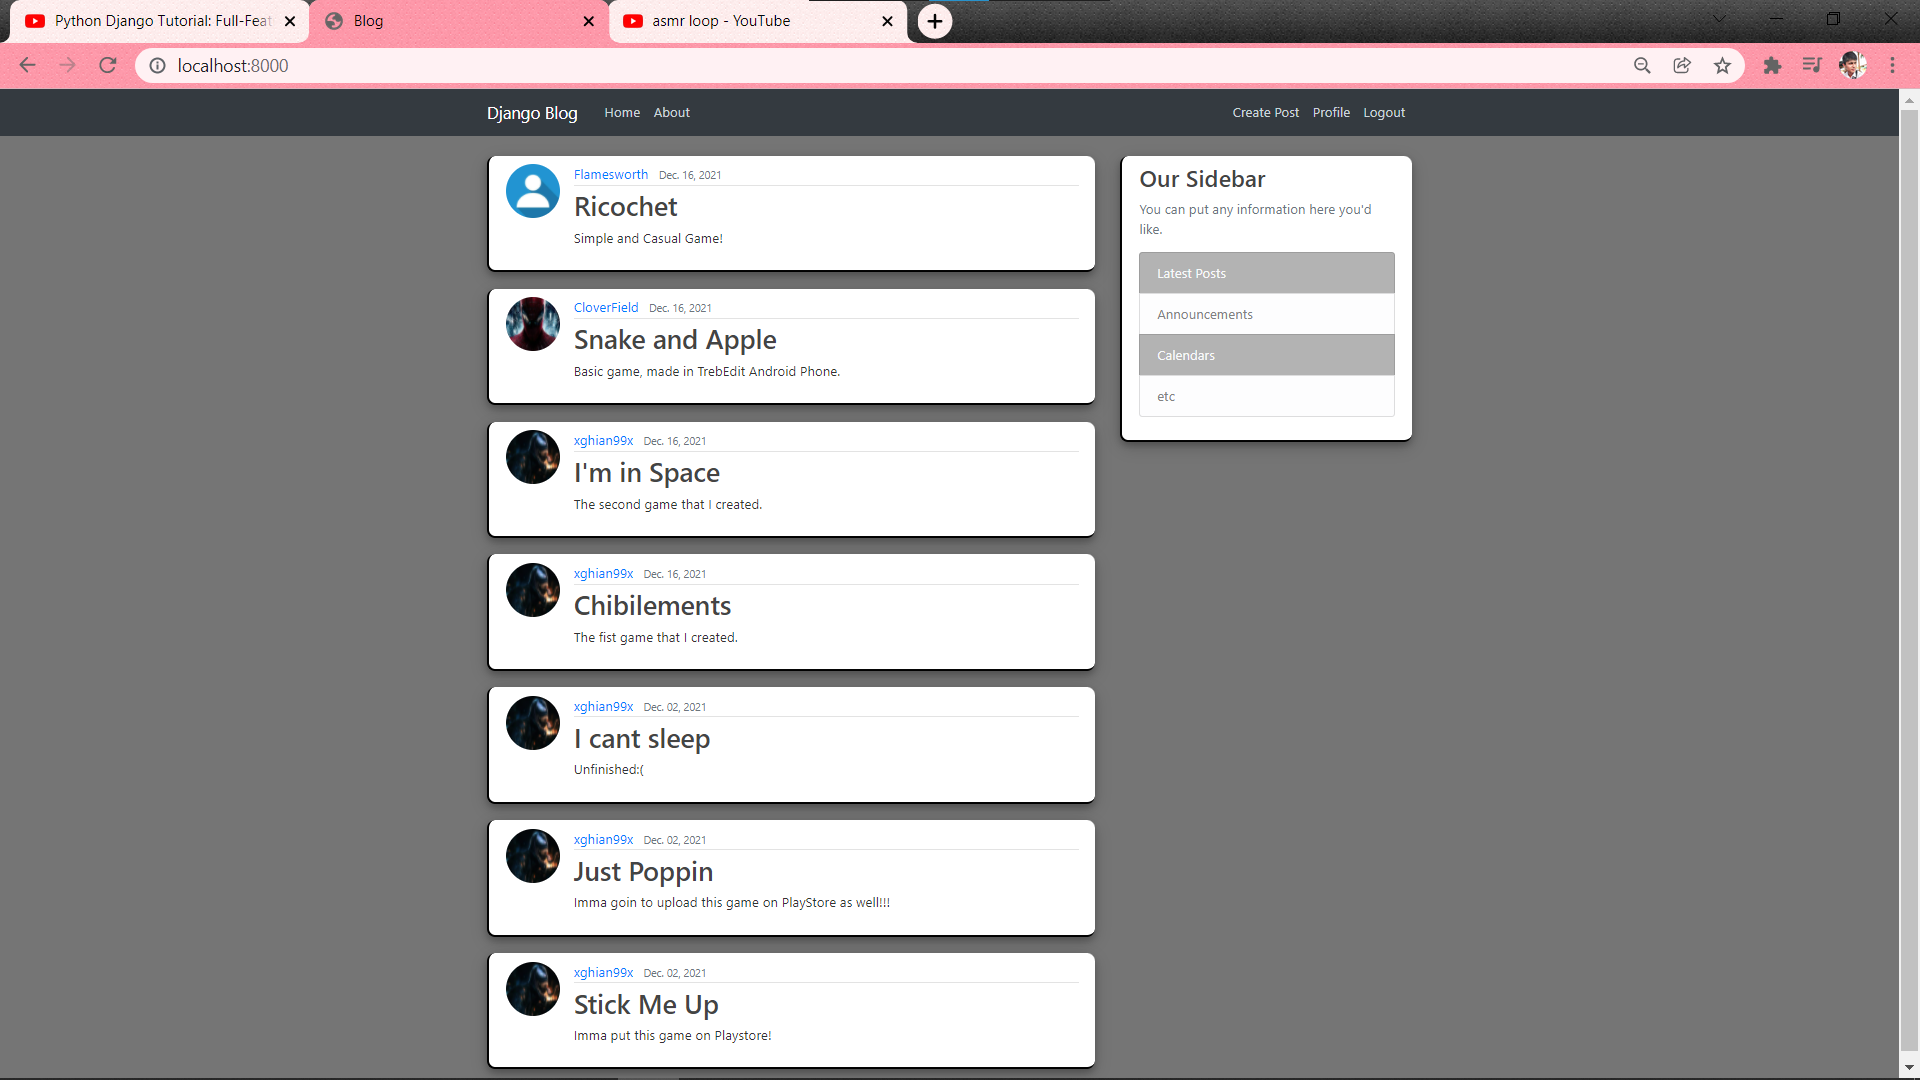 Python Django Tutorial: Full-Feat
Blog
asmr loop - YouTube
localhost:8000
Django Blog Home About Create Post Profile Logout
Flamesworth Dec. 16, 2021
Ricochet
Simple and Casual Game!
CloverField Dec. 16, 2021
Snake and Apple
Basic game, made in TrebEdit Android Phone.
xghian99x Dec. 16, 2021
I'm in Space
The second game that I created.
xghian99x Dec. 16, 2021
Chibilements
The fist game that I created.
xghian99x Dec. 02, 2021
I cant sleep
Unfinished:(
xghian99x Dec. 02, 2021
Just Poppin
Imma goin to upload this game on PlayStore as well!!!
xghian99x Dec. 02, 2021
Stick Me Up
Imma put this game on Playstore!
Our Sidebar
You can put any information here you'd
like.
Latest Posts
Announcements
Calendars
etc